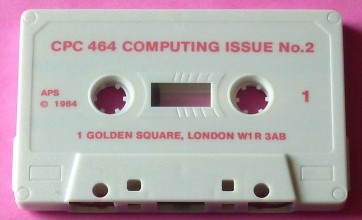 CPC 464 COMPUTING ISSUE No.2
APS
© 1984
1
1 GOLDEN SQUARE, LONDON W1R 3AB